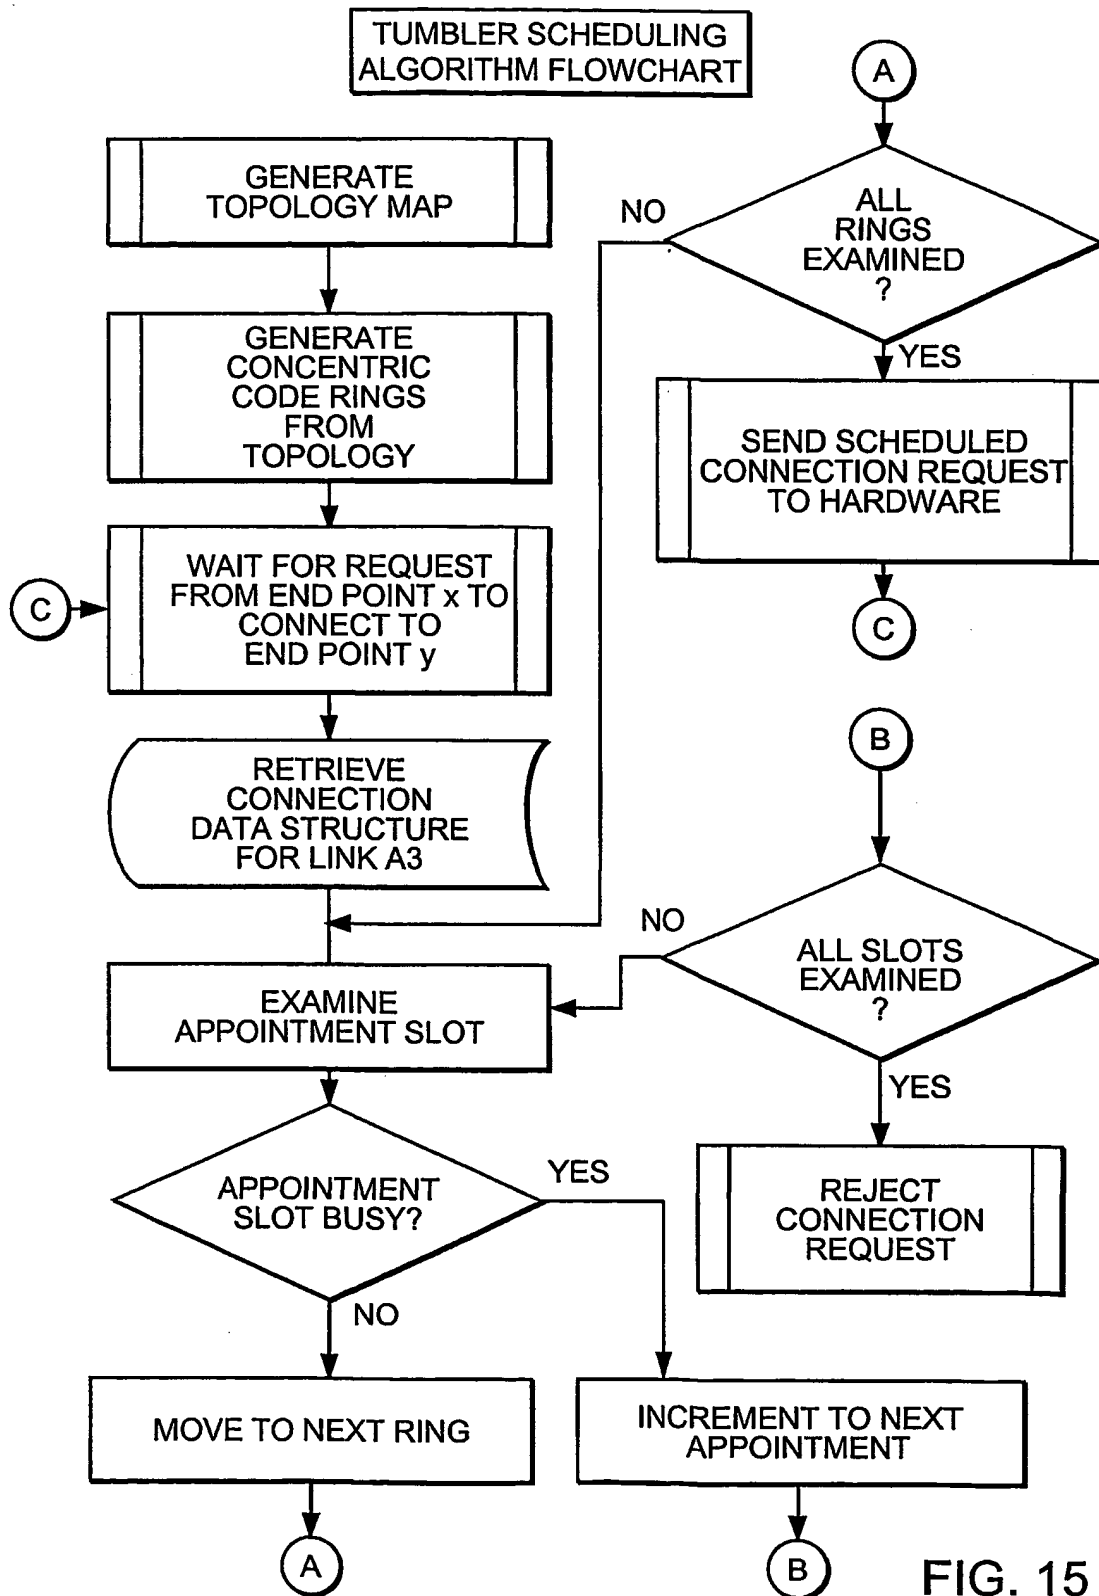 TUMBLER SCHEDULING
ALGORITHM FLOWCHART
GENERATE
TOPOLOGY MAP
GENERATE
CONCENTRIC
CODE RINGS
FROM
TOPOLOGY
C
WAIT FOR REQUEST
FROM END POINT x TO
CONNECT TO
END POINT y
RETRIEVE
CONNECTION
DATA STRUCTURE
FOR LINK A3
EXAMINE
APPOINTMENT SLOT
APPOINTMENT
SLOT BUSY?
YES
NO
MOVE TO NEXT RING
A
INCREMENT TO NEXT
APPOINTMENT
B
A
ALL
RINGS
EXAMINED
?
NO
YES
SEND SCHEDULED
CONNECTION REQUEST
TO HARDWARE
C
B
ALL SLOTS
EXAMINED
?
NO
YES
REJECT
CONNECTION
REQUEST
FIG. 15